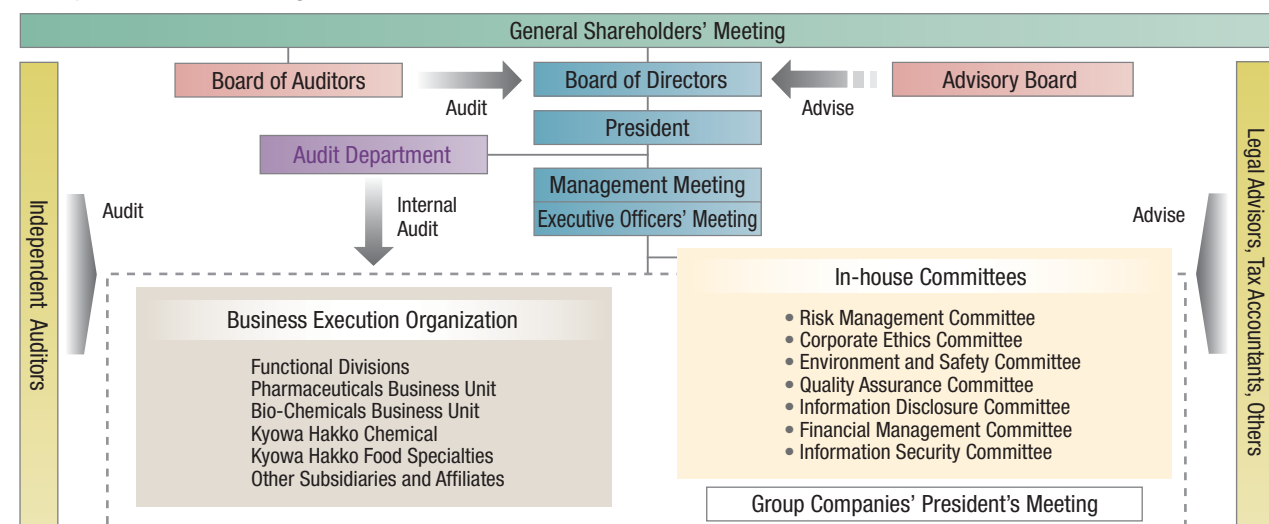 General Shareholders' Meeting
Board of Auditors
Board of Directors
Advisory Board
Audit
Advise
President
Audit Department
Management Meeting
Executive Officers' Meeting
Internal
Audit
Independent Auditors
Audit
Advise
Legal Advisors, Tax Accountants, Others
Business Execution Organization
Functional Divisions
Pharmaceuticals Business Unit
Bio-Chemicals Business Unit
Kyowa Hakko Chemical
Kyowa Hakko Food Specialties
Other Subsidiaries and Affiliates
In-house Committees
• Risk Management Committee
• Corporate Ethics Committee
• Environment and Safety Committee
• Quality Assurance Committee
• Information Disclosure Committee
• Financial Management Committee
• Information Security Committee
Group Companies' President's Meeting